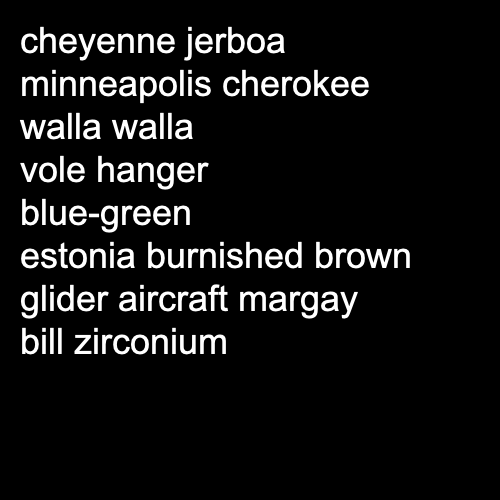 cheyenne jerboa
minneapolis cherokee
walla walla
vole hanger
blue-green
estonia burnished brown
glider aircraft margay
bill zirconium